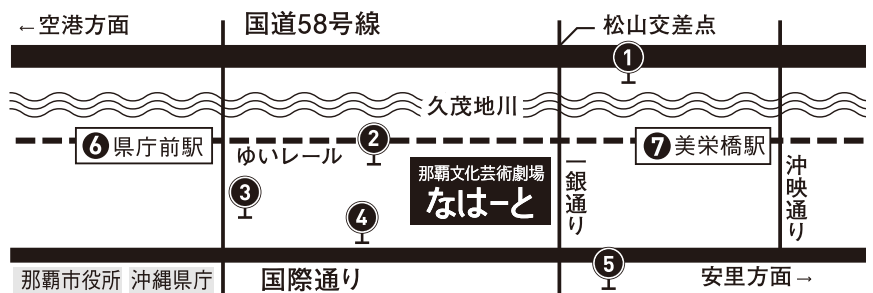 ←空港方面
国道58号線
松山交差点
1
久茂地川
6 県庁前駅
2
7 美栄橋駅
ゆいレール
那覇文化芸術劇場
なはーと
一銀通り
沖映通り
3
4
5
那覇市役所
沖縄県庁
国際通り
安里方面→